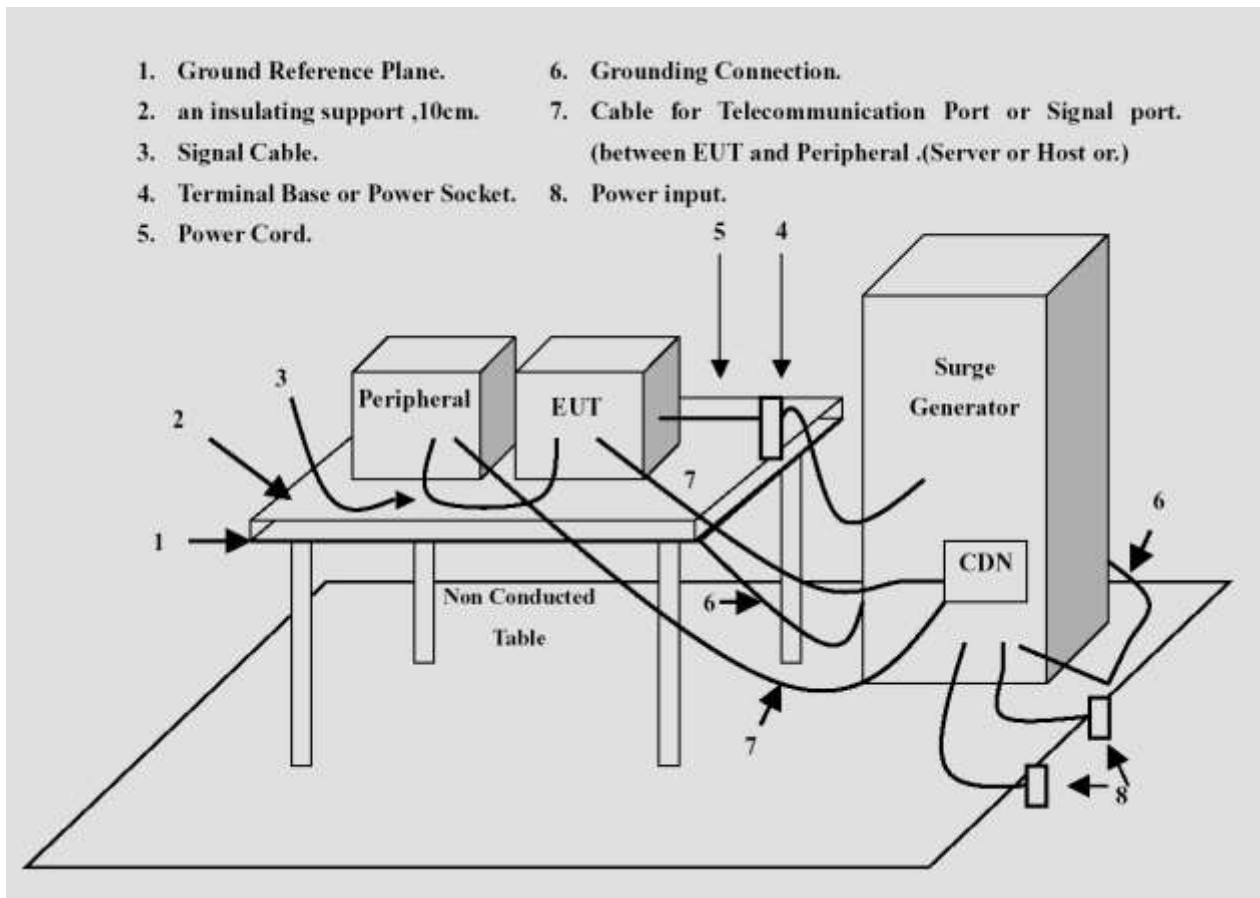 1. Ground Reference Plane.
2. an insulating support ,10cm.
3. Signal Cable.
4. Terminal Base or Power Socket.
5. Power Cord.
6. Grounding Connection.
7. Cable for Telecommunication Port or Signal port.
(between EUT and Peripheral .(Server or Host or.)
8. Power input.
5
4
Surge
Generator
3
Peripheral
EUT
2
7
6
1
CDN
Non Conducted
Table
6
7
8